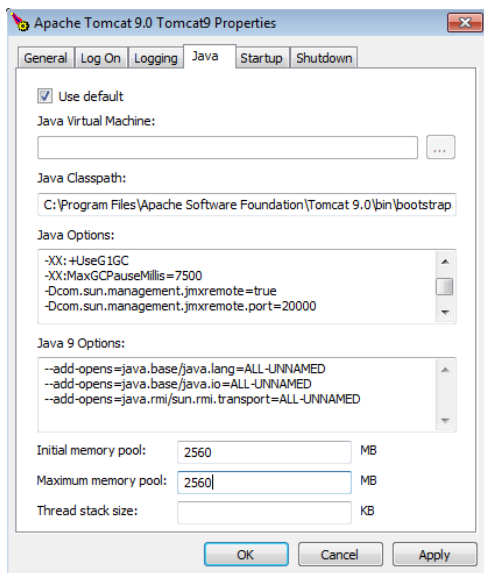 Apache Tomcat 9.0 Tomcat9 Properties
General Log On Logging Java Startup Shutdown
Use default
Java Virtual Machine:
...
Java Classpath:
C:\Program Files\Apache Software Foundation\Tomcat 9.0\bin\bootstrap.
Java Options:
-XX: +UseG1GC
-XX:MaxGCPauseMillis=7500
-Dcom.sun.management.jmxremote=true
-Dcom.sun.management.jmxremote.port=20000
Java 9 Options:
--add-opens=java.base/java.lang=ALL-UNNAMED
--add-opens=java.base/java.io=ALL-UNNAMED
--add-opens=java.rmi/sun.rmi.transport=ALL-UNNAMED
Initial memory pool: 2560 MB
Maximum memory pool: 2560 MB
Thread stack size: KB
OK Cancel Apply